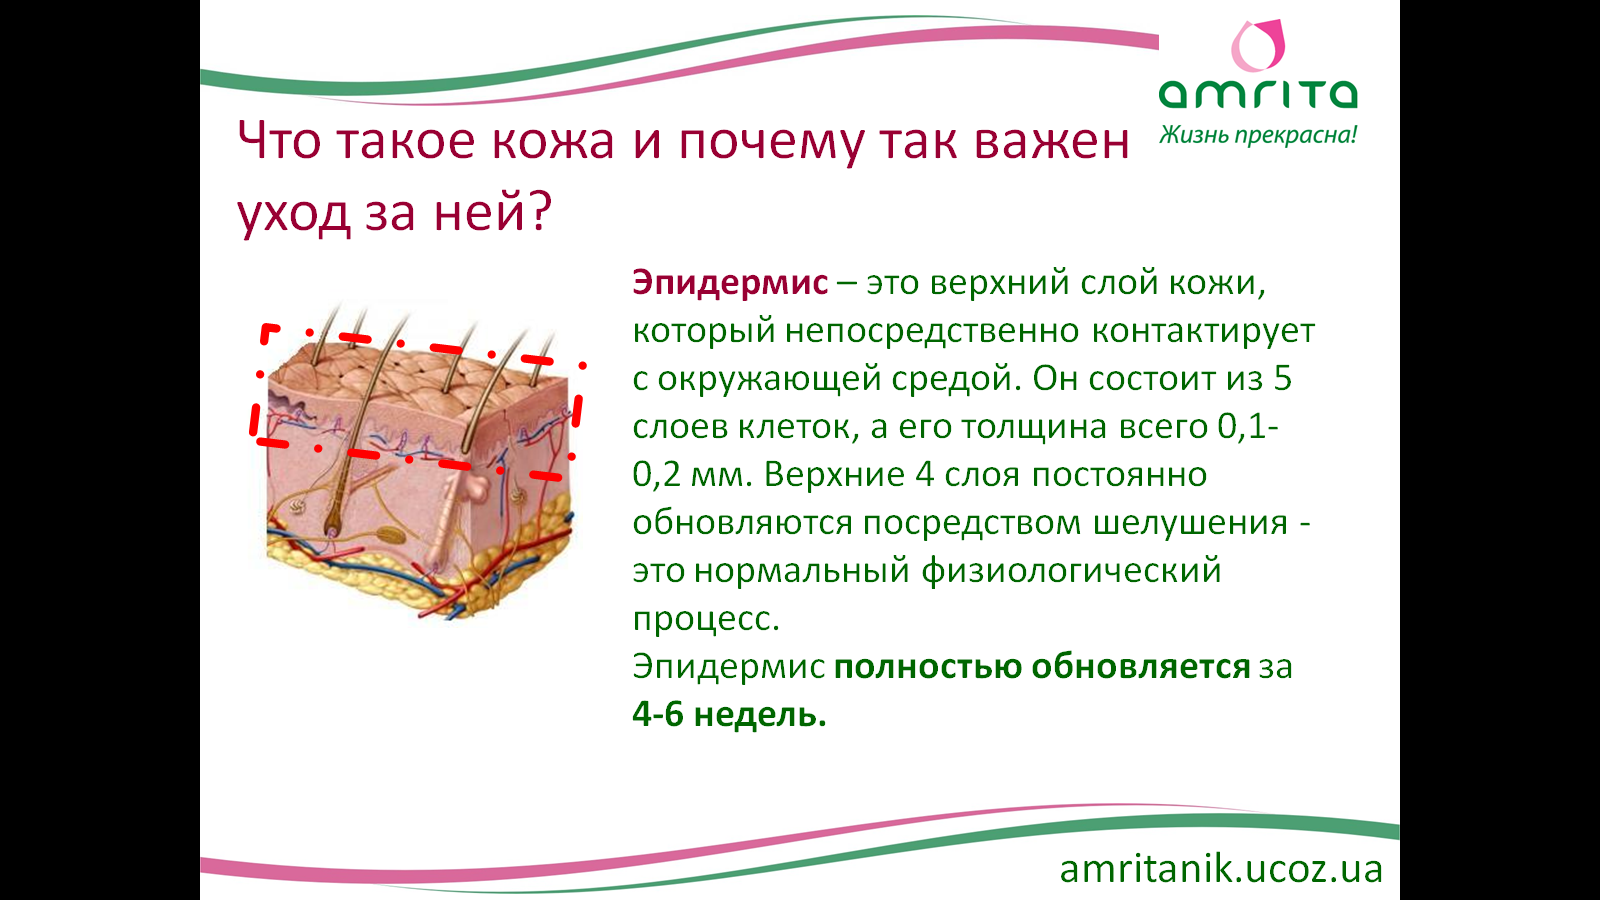 amrita
Жизнь прекрасна!
Что такое кожа и почему так важен
уход за ней?
Эпидермис – это верхний слой кожи,
который непосредственно контактирует
с окружающей средой. Он состоит из 5
слоев клеток, а его толщина всего 0,1-
0,2 мм. Верхние 4 слоя постоянно
обновляются посредством шелушения -
это нормальный физиологический
процесс.
Эпидермис полностью обновляется за
4-6 недель.
amritanik.ucoz.ua